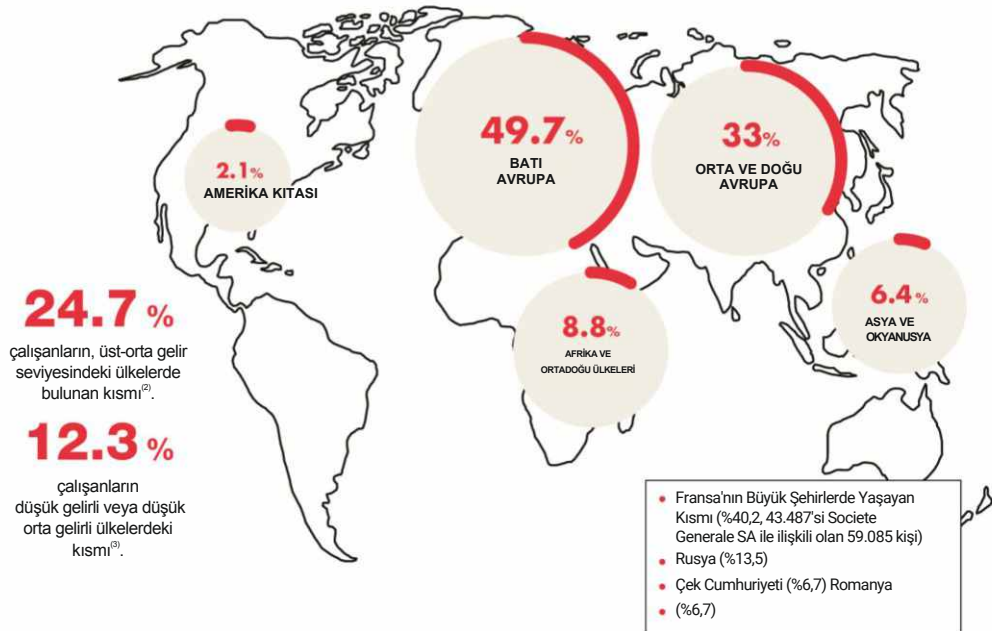 49.7%
BATI
AVRUPA
33%
ORTA VE DOĞU
AVRUPA
2.1%
AMERİKA KITASI
24.7 %
çalışanların, üst-orta gelir
seviyesindeki ülkelerde
bulunan kısmı(2).
12.3 %
çalışanların
düşük gelirli veya düşük
orta gelirli ülkelerdeki
kısmı(3).
8.8%
AFRIKA VE
ORTADOĞU ÜLKELERİ
6.4%
ASYA VE
OKYANUSYA
• Fransa'nın Büyük Şehirlerde Yaşayan
Kısmı (%40,2, 43.487'si Societe
Generale SA ile ilişkili olan 59.085 kişi)
• Rusya (%13,5)
• Çek Cumhuriyeti (%6,7) Romanya
• (%6,7)